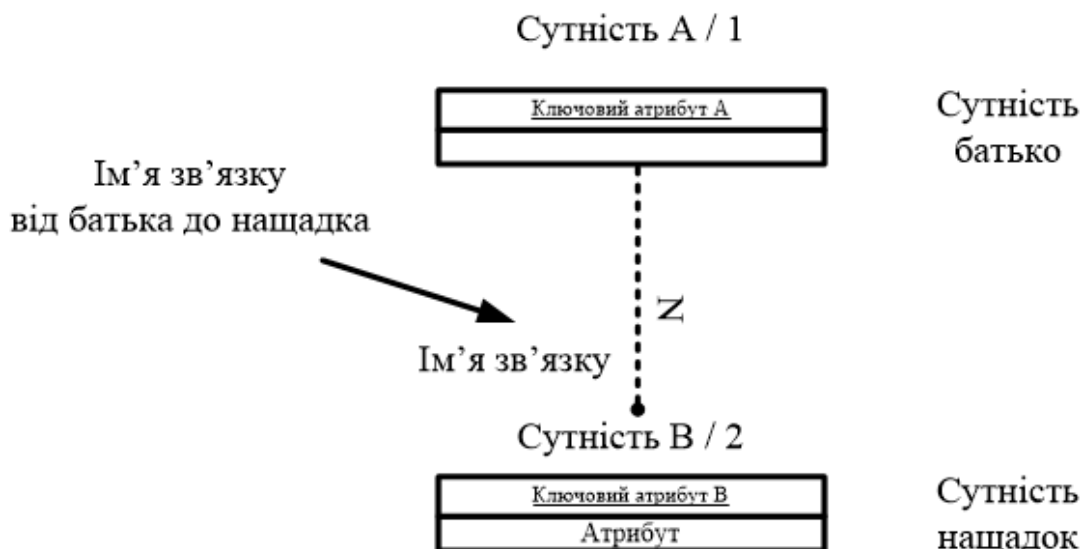 Сутність А / 1
Ключовий атрибут А
Сутність
батько
Ім’я зв’язку
від батька до нащадка
N
Ім’я зв’язку
Сутність В / 2
Ключовий атрибут В
Атрибут
Сутність
нащадок